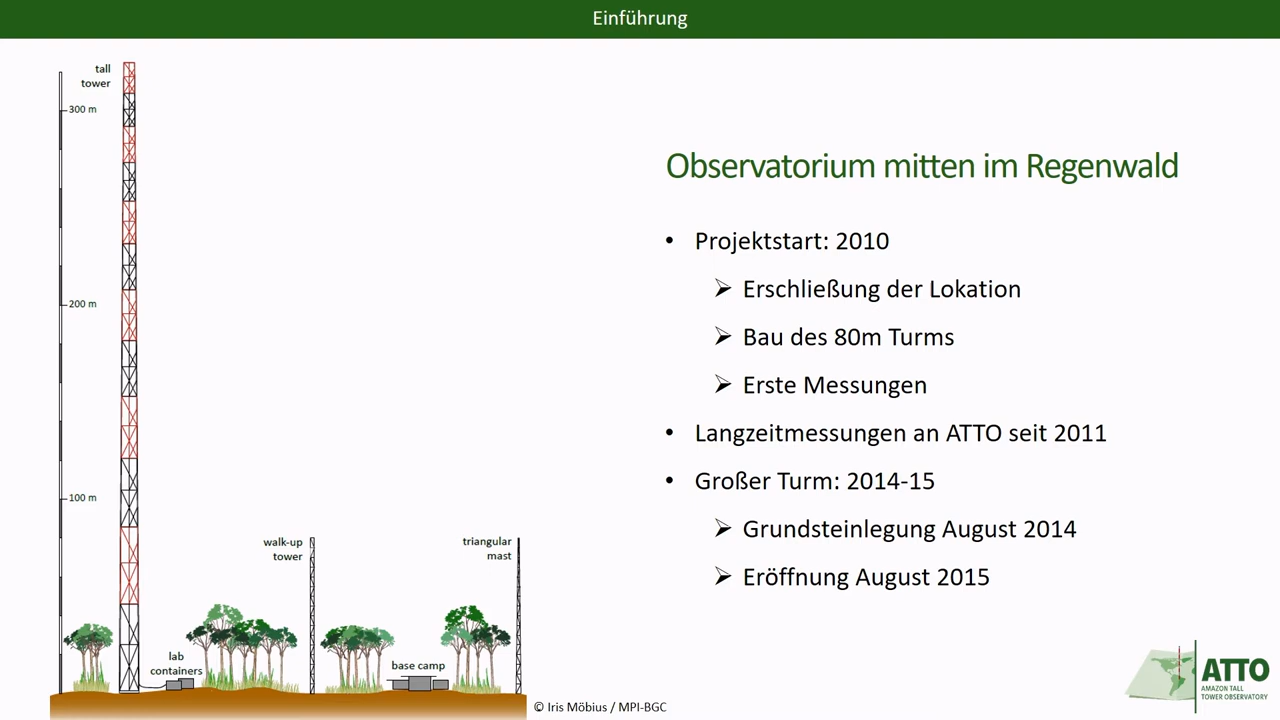 Einführung
tall
tower
300 m
200 m
100 m
walk-up
tower
triangular
mast
lab
containers
base camp
© Iris Möbius / MPI-BGC
Observatorium mitten im Regenwald
• Projektstart: 2010
➢ Erschließung der Lokation
➢ Bau des 80m Turms
➢ Erste Messungen
• Langzeitmessungen an ATTO seit 2011
• Großer Turm: 2014-15
➢ Grundsteinlegung August 2014
➢ Eröffnung August 2015
ATTO
AMAZON TALL
TOWER OBSERVATORY